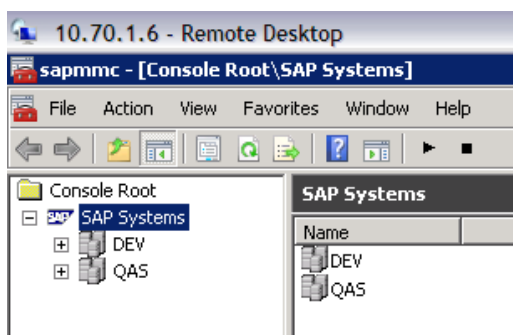 10.70.1.6 - Remote Desktop
sapmmc - [Console Root\SAP Systems]
File Action View Favorites Window Help
Console Root
SAP SAP Systems
DEV
QAS
SAP Systems
Name
DEV
QAS